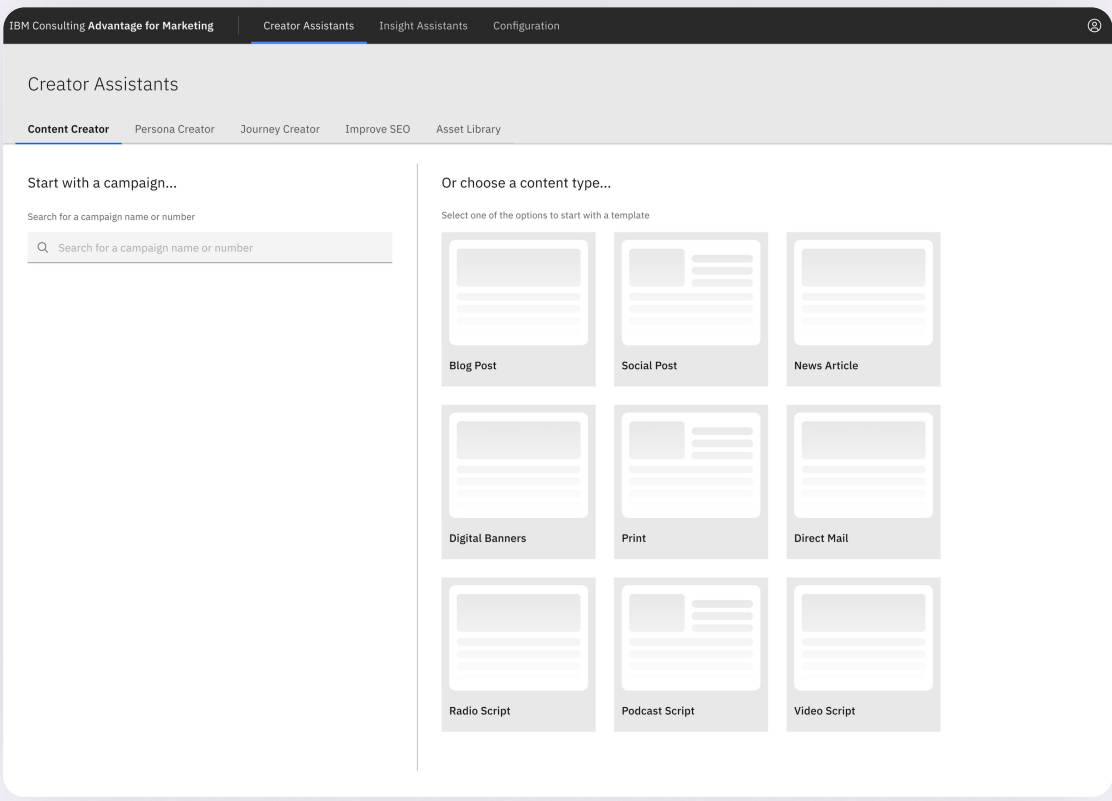 IBM Consulting Advantage for Marketing
Creator Assistants
Insight Assistants
Configuration
Creator Assistants
Content Creator
Persona Creator
Journey Creator
Improve SEO
Asset Library
Start with a campaign...
Search for a campaign name or number
Search for a campaign name or number
Or choose a content type...
Select one of the options to start with a template
Blog Post
Social Post
News Article
Digital Banners
Print
Direct Mail
Radio Script
Podcast Script
Video Script